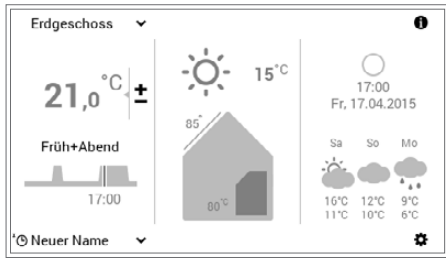 Erdgeschoss
21,0 °C ±
Früh+Abend
17:00
Neuer Name
15°C
85°
80°C
17:00
Fr, 17.04.2015
Sa So Mo
16°C 12°C 9°C
11°C 10°C 6°C